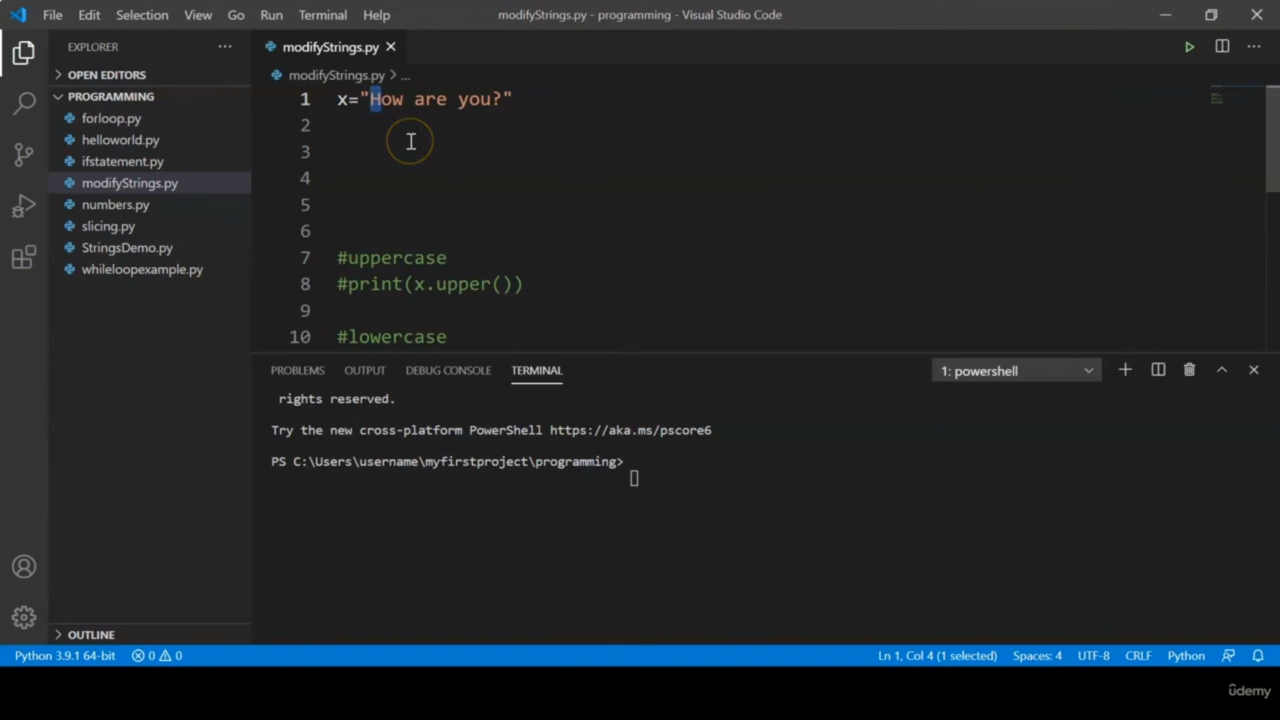 File Edit Selection View Go Run Terminal Help modifyStrings.py - programming - Visual Studio Code
EXPLORER
OPEN EDITORS
PROGRAMMING
forloop.py
helloworld.py
ifstatement.py
modifyStrings.py
numbers.py
slicing.py
StringsDemo.py
whileloopexample.py
OUTLINE
modifyStrings.py
modifyStrings.py > ...
1 x="How are you?"
2
3
4
5
6
7 #uppercase
8 #print(x.upper())
9
10 #lowercase
PROBLEMS OUTPUT DEBUG CONSOLE TERMINAL 1: powershell
rights reserved.
Try the new cross-platform PowerShell https://aka.ms/pscore6
PS C:\Users\username\myfirstproject\programming>
Python 3.9.1 64-bit 0 0 Ln 1, Col 4 (1 selected) Spaces: 4 UTF-8 CRLF Python
ûdemy